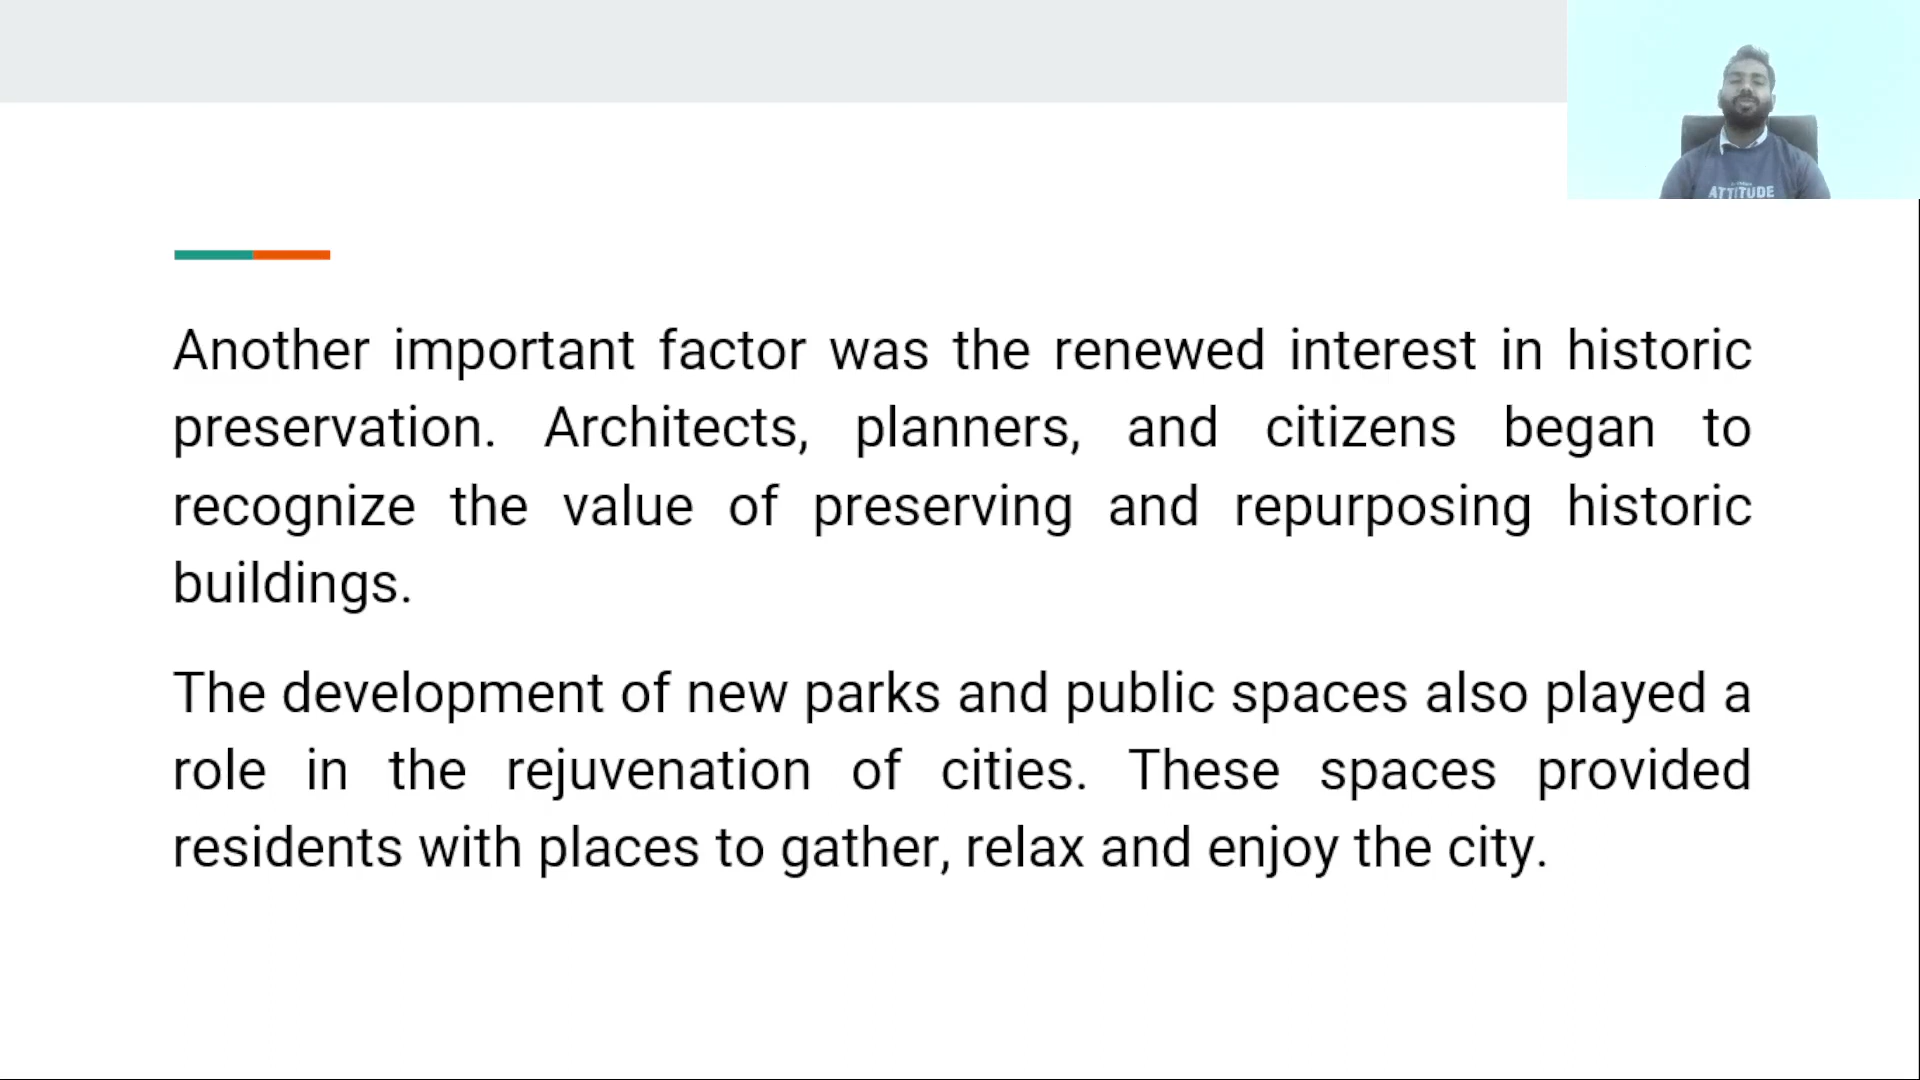 ATTITUDE
Another important factor was the renewed interest in historic
preservation. Architects, planners, and citizens began to
recognize the value of preserving and repurposing historic
buildings.
The development of new parks and public spaces also played a
role in the rejuvenation of cities. These spaces provided
residents with places to gather, relax and enjoy the city.